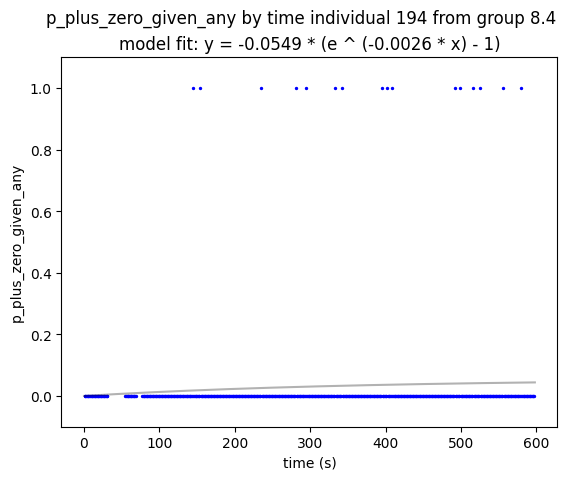 p_plus_zero_given_any by time individual 194 from group 8.4
model fit: y = -0.0549 * (e ^ (-0.0026 * x) - 1)
1.0
0.8
0.6
0.4
0.2
0.0
p_plus_zero_given_any
0 100 200 300 400 500 600
time (s)